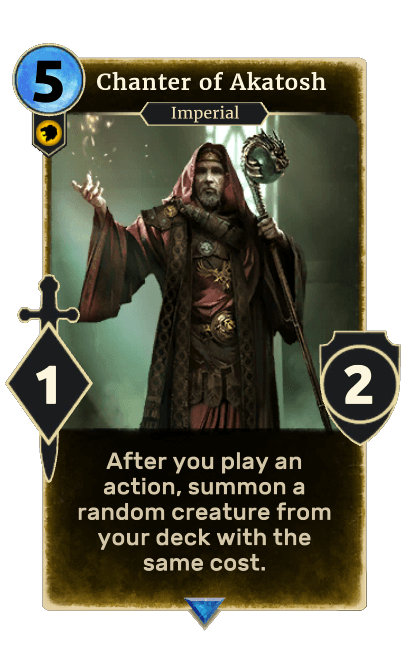 5
Chanter of Akatosh
Imperial
1
2
After you play an
action, summon a
random creature from
your deck with the
same cost.